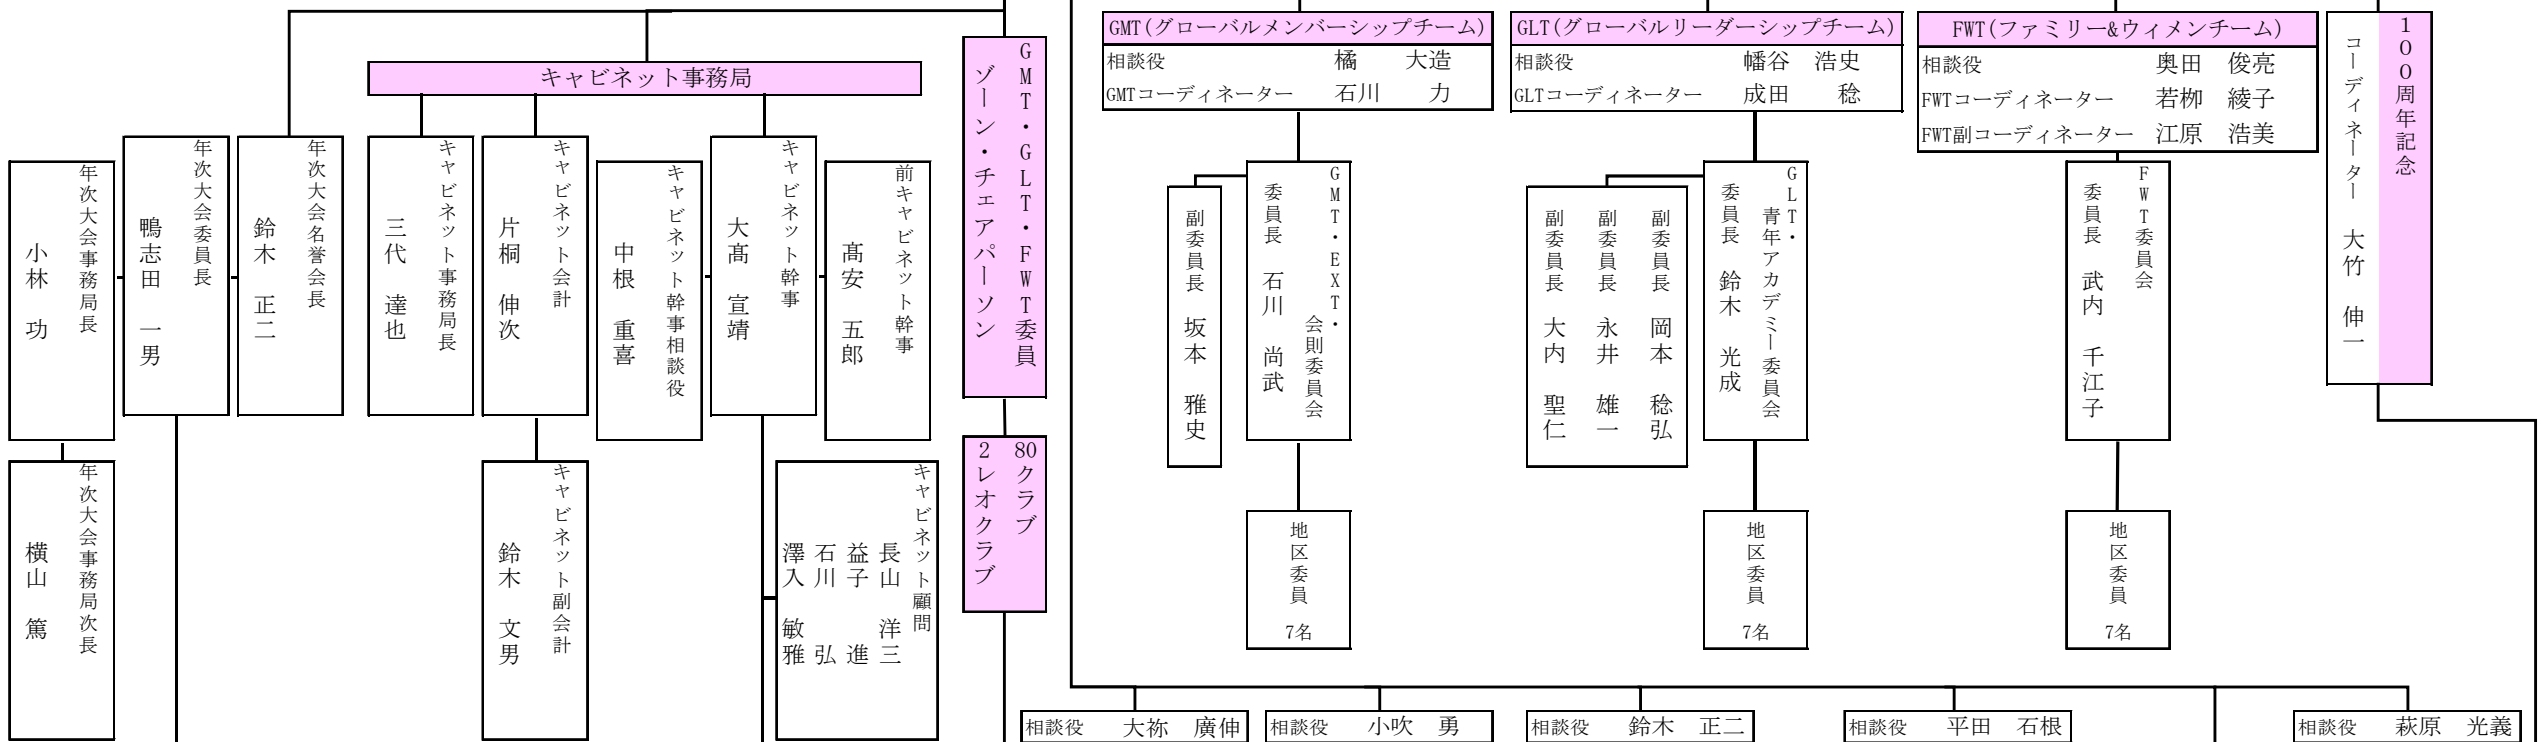 キャビネット事務局
年次大会事務局長
小林　功
年次大会委員長
鴨志田　一男
年次大会名誉会長
鈴木　正二
キャビネット事務局長
三代　達也
キャビネット会計
片桐　伸次
キャビネット幹事相談役
中根　重喜
キャビネット幹事
大髙　宣靖
前キャビネット幹事
髙安　五郎
年次大会事務局次長
横山　篤
キャビネット副会計
鈴木　文男
キャビネット顧問
長山　洋三
益子　進
石川　弘
澤入　敏雅
GMT・GLT・FWT委員
ゾーン・チェアパーソン
80クラブ
2レオクラブ
GMT(グローバルメンバーシップチーム)
相談役　橘　大造
GMTコーディネーター　石川　力
GMT・EXT・
会則委員会
委員長　石川　尚武
副委員長　坂本　雅史
地区委員　7名
GLT(グローバルリーダーシップチーム)
相談役　幡谷　浩史
GLTコーディネーター　成田　稔
GLT・
青年アカデミー委員会
委員長　鈴木　光成
副委員長　岡本　稔弘
副委員長　永井　雄一
副委員長　大内　聖仁
地区委員　7名
FWT(ファミリー&ウィメンチーム)
相談役　奥田　俊亮
FWTコーディネーター　若栁　綾子
FWT副コーディネーター　江原　浩美
FWT委員会
委員長　武内　千江子
地区委員　7名
100周年記念
コーディネーター　大竹　伸一
相談役　大祢　廣伸
相談役　小吹　勇
相談役　鈴木　正二
相談役　平田　石根
相談役　萩原　光義